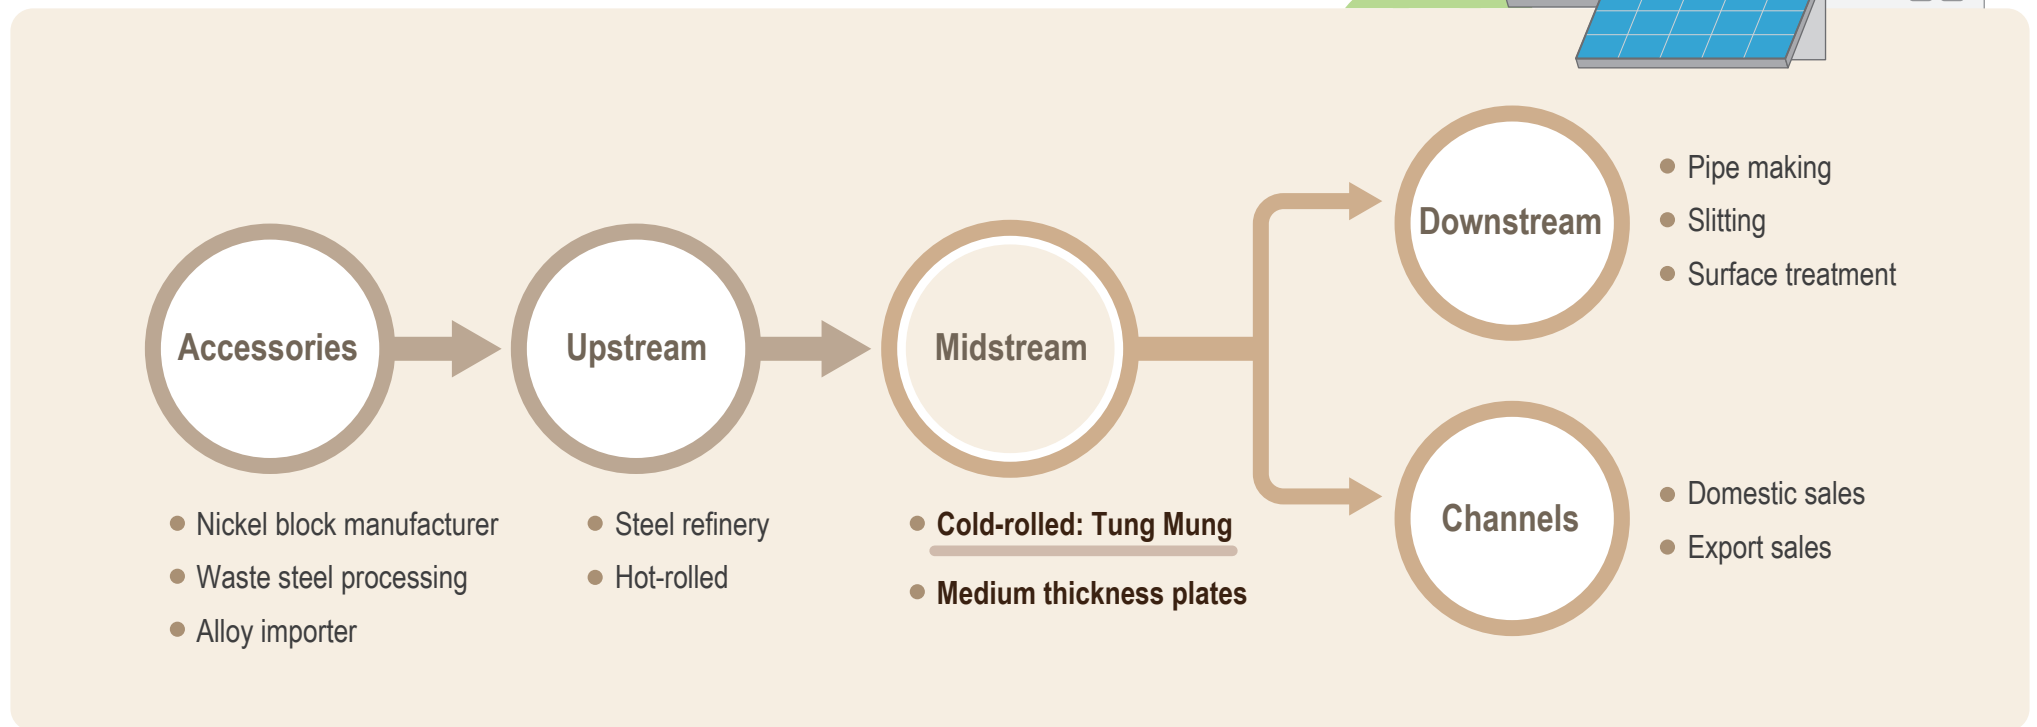 Accessories
Nickel block manufacturer
Waste steel processing
Alloy importer
Upstream
Steel refinery
Hot-rolled
Midstream
Cold-rolled: Tung Mung
Medium thickness plates
Downstream
Pipe making
Slitting
Surface treatment
Channels
Domestic sales
Export sales